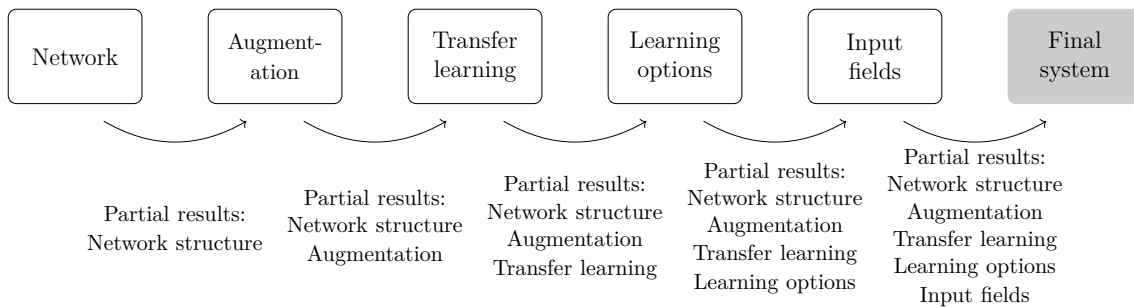 Network
Augment-
ation
Transfer
learning
Learning
options
Input
fields
Final
system
Partial results:
Network structure
Partial results:
Network structure
Augmentation
Partial results:
Network structure
Augmentation
Transfer learning
Partial results:
Network structure
Augmentation
Transfer learning
Learning options
Partial results:
Network structure
Augmentation
Transfer learning
Learning options
Input fields